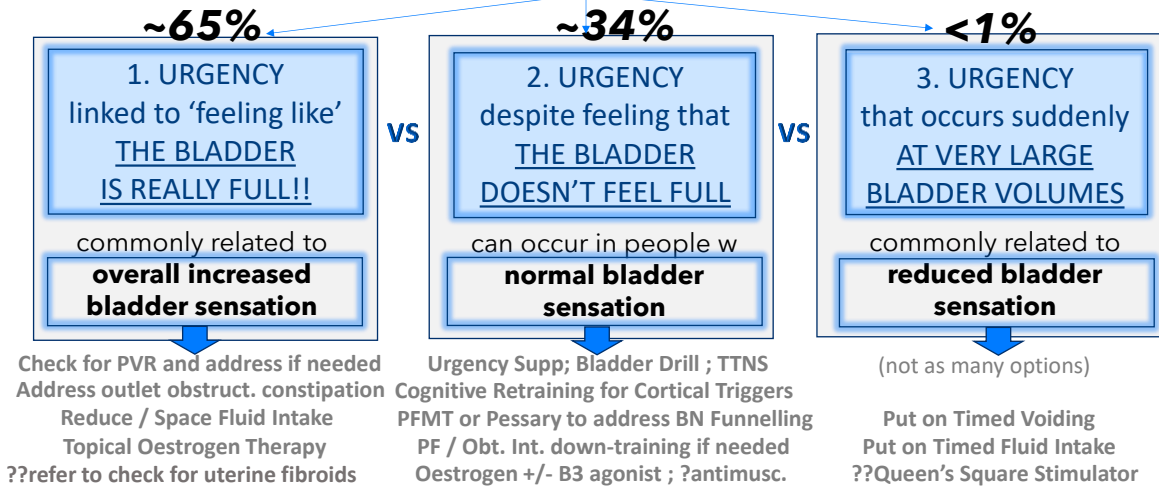 ~65%
1. URGENCY
linked to ‘feeling like’
THE BLADDER
IS REALLY FULL!!
commonly related to
overall increased
bladder sensation
Check for PVR and address if needed
Address outlet obstruct. constipation
Reduce / Space Fluid Intake
Topical Oestrogen Therapy
??refer to check for uterine fibroids
vs
~34%
2. URGENCY
despite feeling that
THE BLADDER
DOESN’T FEEL FULL
can occur in people w
normal bladder
sensation
Urgency Supp; Bladder Drill ; TTNS
Cognitive Retraining for Cortical Triggers
PFMT or Pessary to address BN Funnelling
PF / Obt. Int. down-training if needed
Oestrogen +/- B3 agonist ; ?antimusc.
vs
<1%
3. URGENCY
that occurs suddenly
AT VERY LARGE
BLADDER VOLUMES
commonly related to
reduced bladder
sensation
(not as many options)
Put on Timed Voiding
Put on Timed Fluid Intake
??Queen’s Square Stimulator